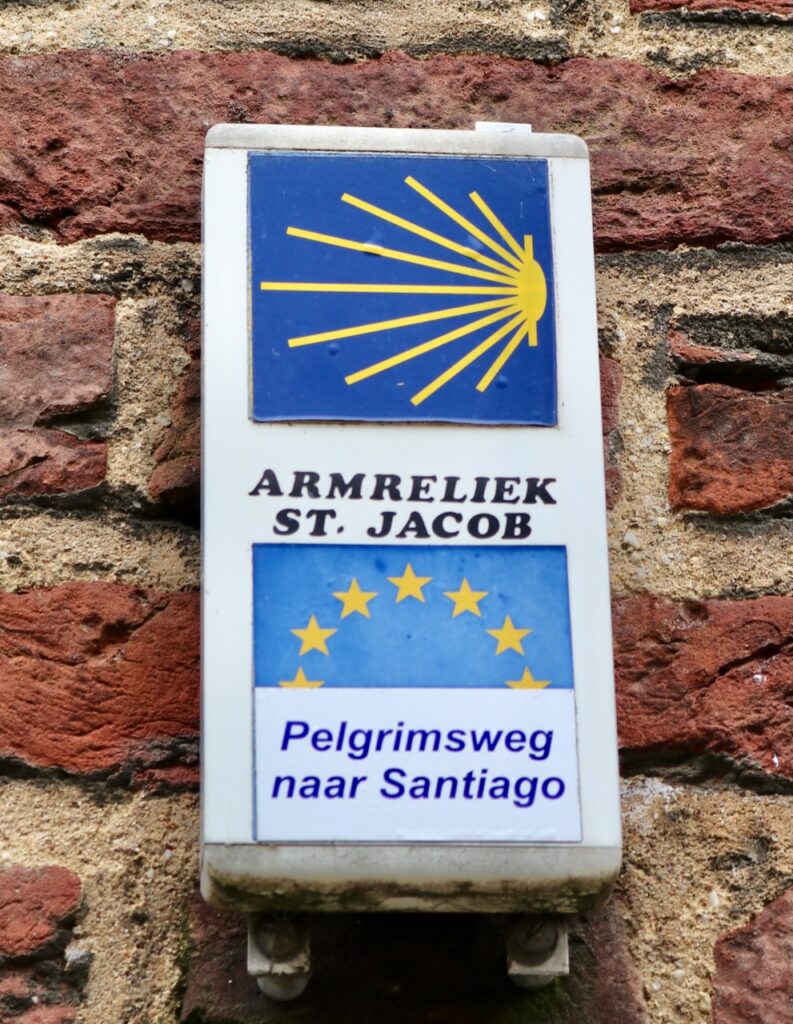 ARMRELIEK
ST. JACOB
Pelgrimsweg
naar Santiago